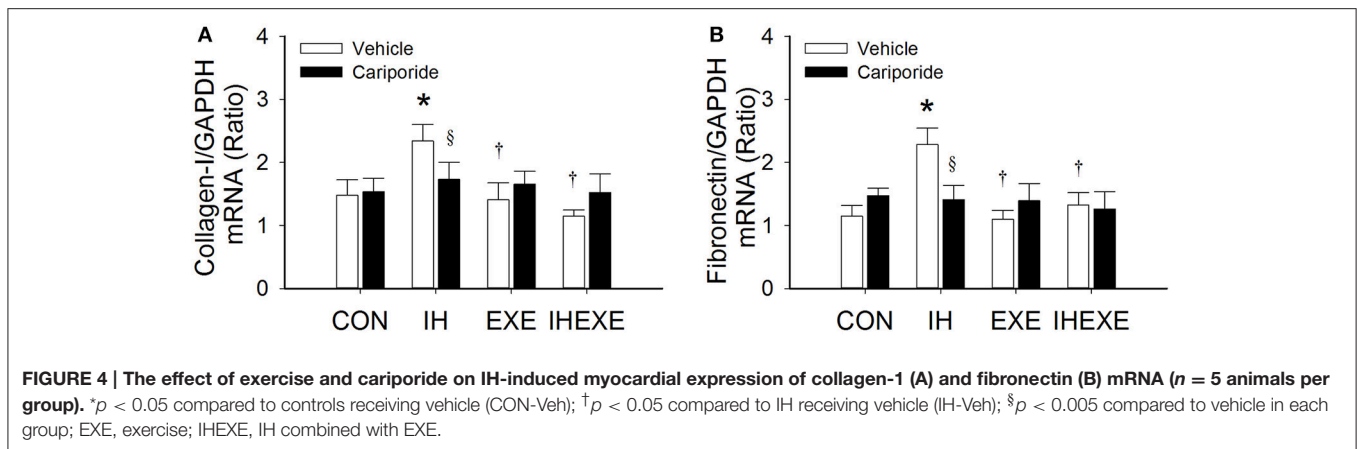 A
Collagen-I/GAPDH
mRNA (Ratio)
4
3
2
1
0
Vehicle
Cariporide
*
§
†
†
CON IH EXE IHEXE
B
Fibronectin/GAPDH
mRNA (Ratio)
4
3
2
1
0
Vehicle
Cariporide
*
§
†
†
CON IH EXE IHEXE
FIGURE 4 | The effect of exercise and cariporide on IH-induced myocardial expression of collagen-1 (A) and fibronectin (B) mRNA (n = 5 animals per
group). *p < 0.05 compared to controls receiving vehicle (CON-Veh); †p < 0.05 compared to IH receiving vehicle (IH-Veh); §p < 0.005 compared to vehicle in each
group; EXE, exercise; IHEXE, IH combined with EXE.